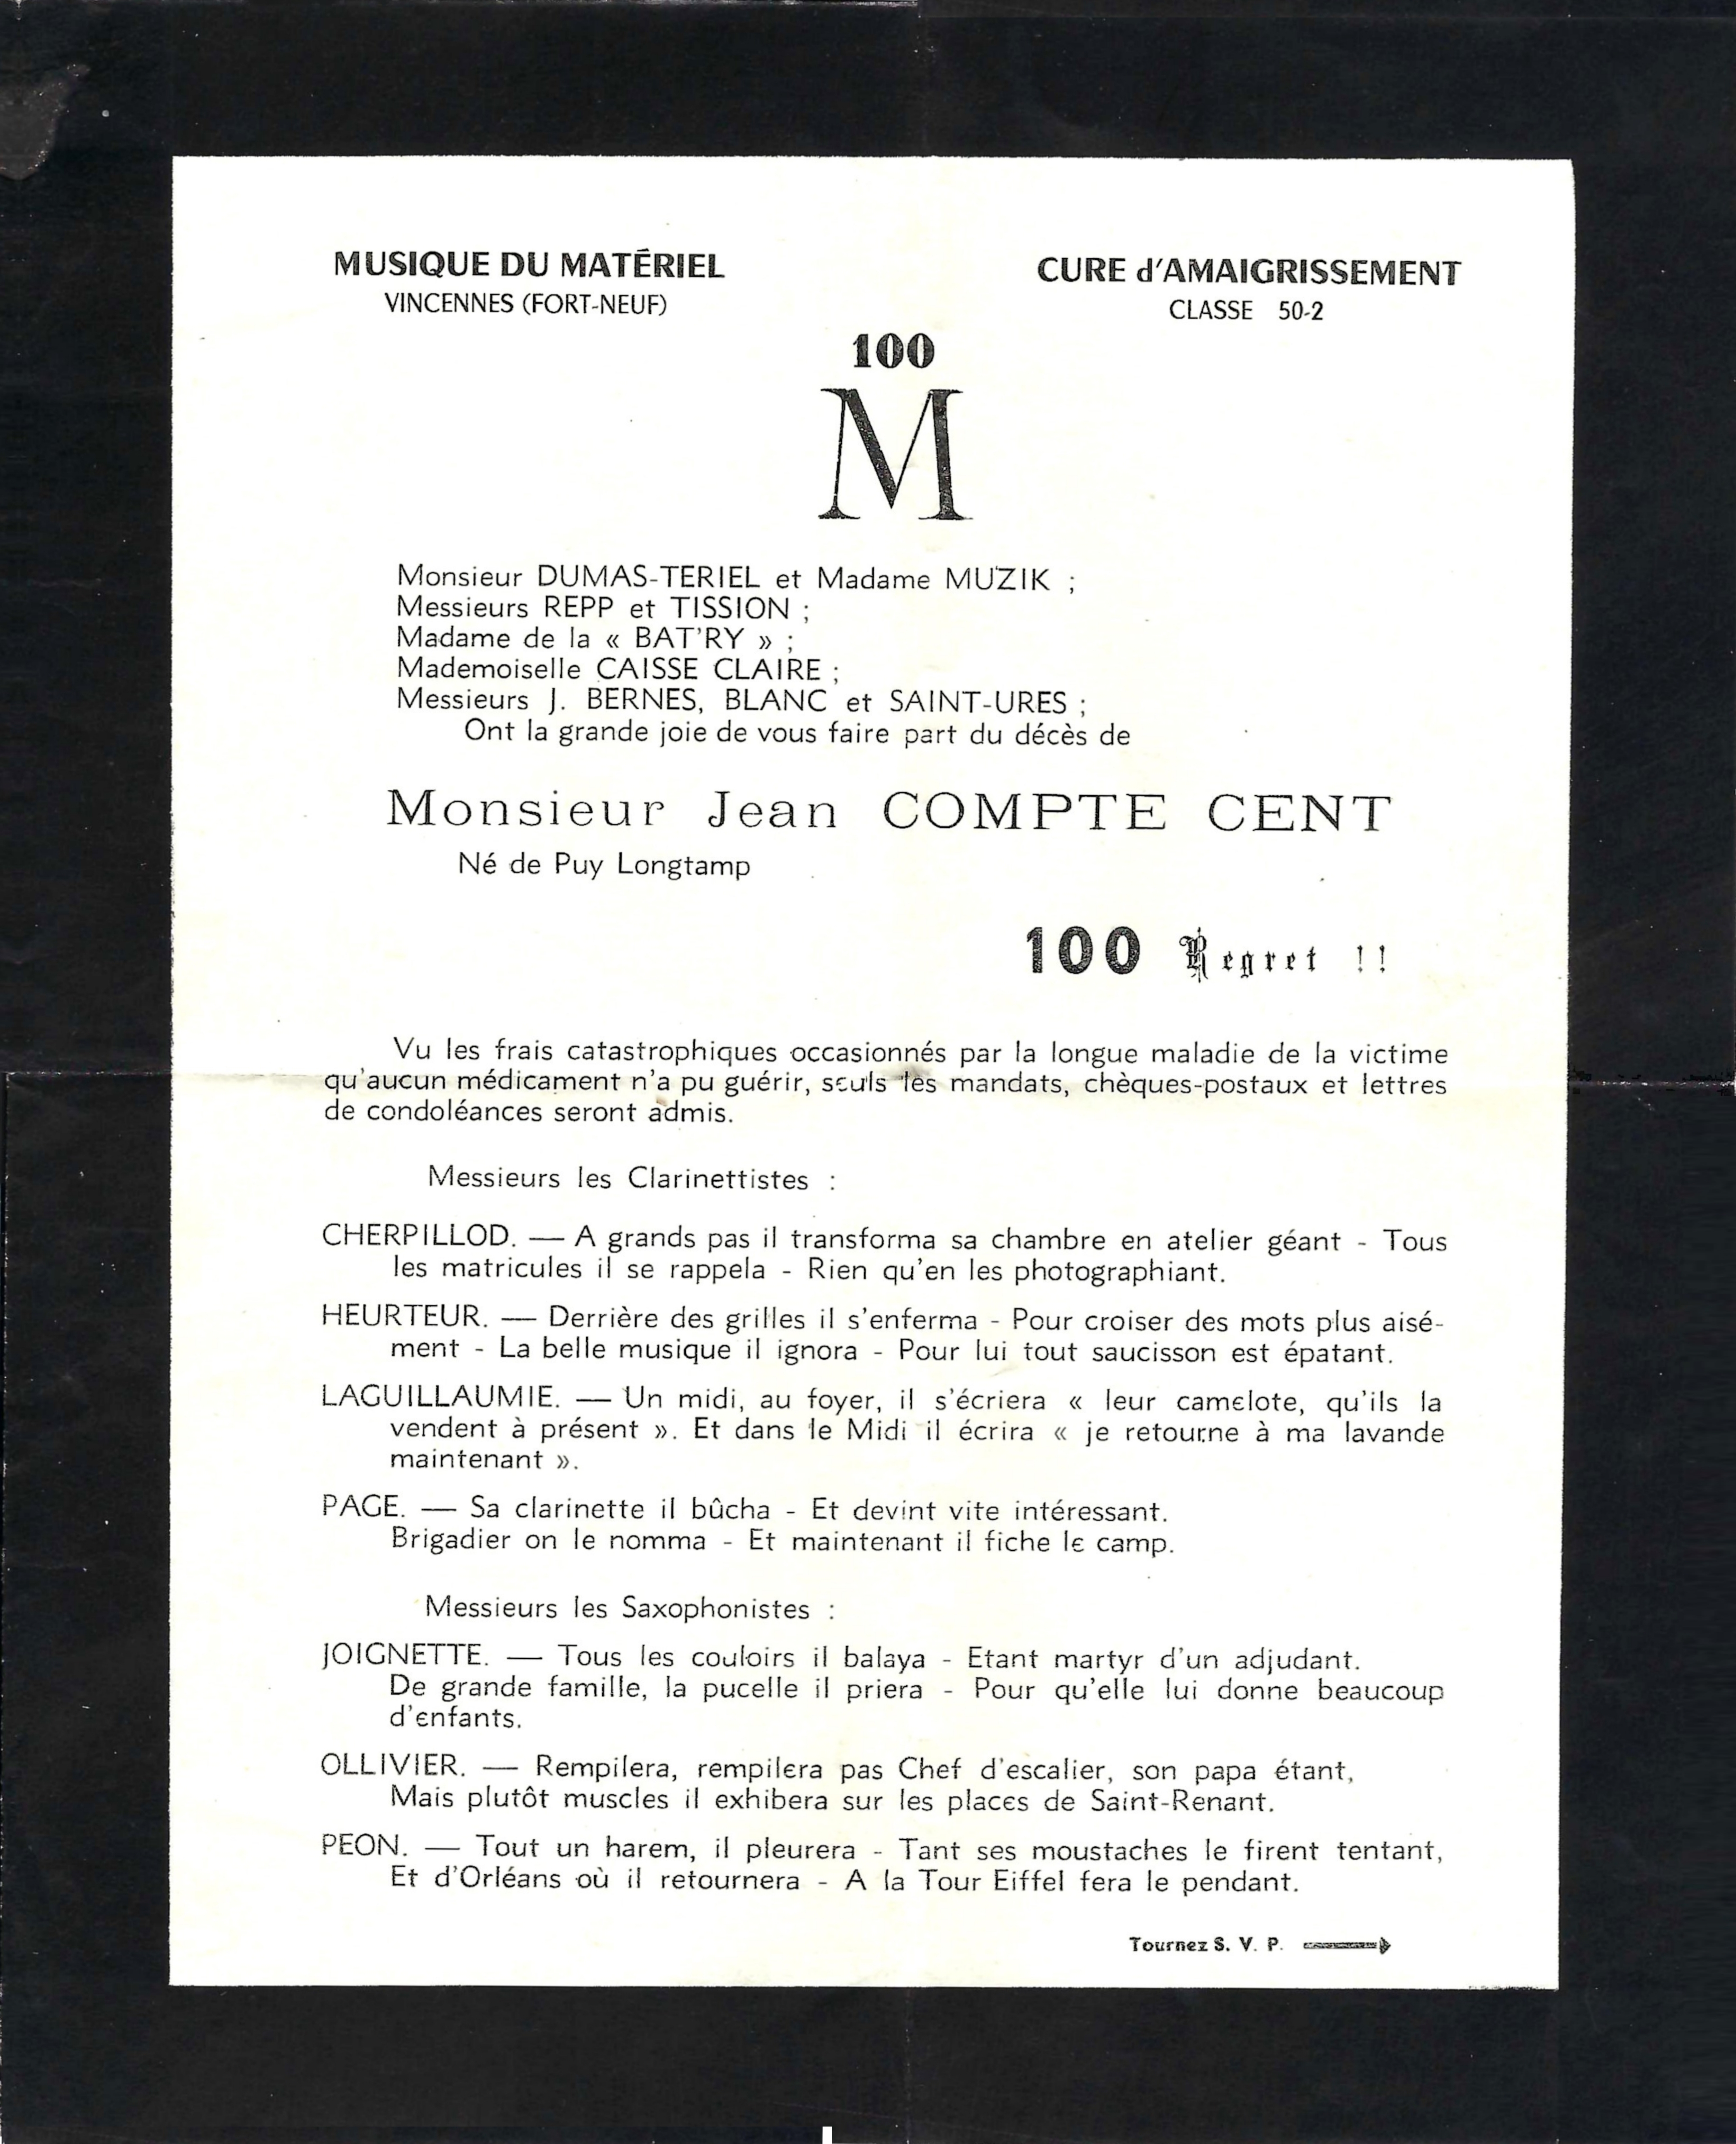 MUSIQUE DU MATÉRIEL
VINCENNES (FORT-NEUF)
CURE d'AMAIGRISSEMENT
CLASSE 50-2
100
M
Monsieur DUMAS-TERIEL et Madame MUZIK ;
Messieurs REPP et TISSION ;
Madame de la « BAT'RY » ;
Mademoiselle CAISSE CLAIRE ;
Messieurs J. BERNES, BLANC et SAINT-URES ;
Ont la grande joie de vous faire part du décès de
Monsieur Jean COMPTE CENT
Né de Puy Longtamp
100 Regret !!
Vu les frais catastrophiques occasionnés par la longue maladie de la victime
qu'aucun médicament n'a pu guérir, seuls les mandats, chèques-postaux et lettres
de condoléances seront admis.
Messieurs les Clarinettistes :
CHERPILLOD. — A grands pas il transforma sa chambre en atelier géant - Tous
les matricules il se rappela - Rien qu'en les photographiant.
HEURTEUR. — Derrière des grilles il s'enferma - Pour croiser des mots plus aisé-
ment - La belle musique il ignora - Pour lui tout saucisson est épatant.
LAGUILLAUMIE. — Un midi, au foyer, il s'écriera « leur camelote, qu'ils la
vendent à présent ». Et dans le Midi il écrira « je retourne à ma lavande
maintenant ».
PAGE. — Sa clarinette il bûcha - Et devint vite intéressant.
Brigadier on le nomma - Et maintenant il fiche le camp.
Messieurs les Saxophonistes :
JOIGNETTE. — Tous les couloirs il balaya - Etant martyr d'un adjudant.
De grande famille, la pucelle il priera - Pour qu'elle lui donne beaucoup
d'enfants.
OLLIVIER. — Rempilera, rempilera pas Chef d'escalier, son papa étant,
Mais plutôt muscles il exhibera sur les places de Saint-Renant.
PEON. — Tout un harem, il pleurera - Tant ses moustaches le firent tentant,
Et d'Orléans où il retournera - A la Tour Eiffel fera le pendant.
Tournez S. V. P.